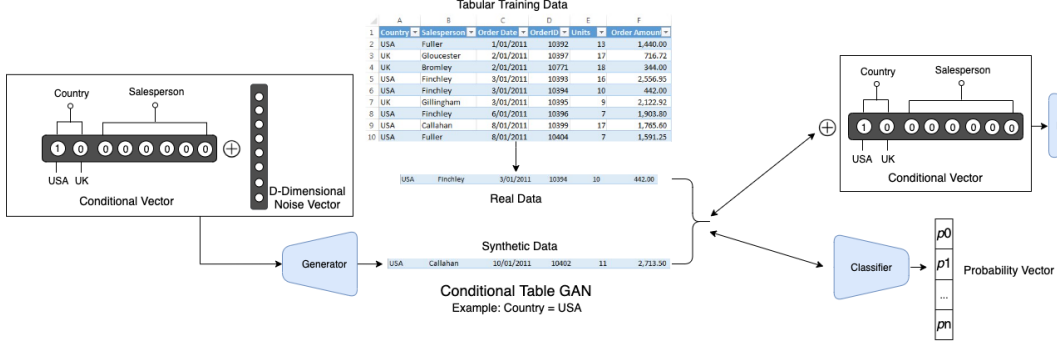 Tabular Training Data
A B C D E F
1 Country Salesperson Order Date OrderID Units Order Amount
2 USA Fuller 1/01/2011 10392 13 1,440.00
3 UK Gloucester 2/01/2011 10397 17 716.72
4 UK Bromley 2/01/2011 10771 18 344.00
5 USA Finchley 3/01/2011 10393 16 2,556.95
6 USA Finchley 3/01/2011 10394 10 442.00
7 UK Gillingham 3/01/2011 10395 9 2,122.92
8 USA Finchley 6/01/2011 10396 7 1,903.80
9 USA Callahan 8/01/2011 10399 17 1,765.60
10 USA Fuller 8/01/2011 10404 7 1,591.25
Country Salesperson
1 0 0 0 0 0 0 0
USA UK
Conditional Vector
D-Dimensional
Noise Vector
USA Finchley 3/01/2011 10394 10 442.00
Real Data
Generator
Synthetic Data
USA Callahan 10/01/2011 10402 11 2,713.50
Conditional Table GAN
Example: Country = USA
Country Salesperson
1 0 0 0 0 0 0 0
USA UK
Conditional Vector
Classifier
p0
p1
...
pn
Probability Vector